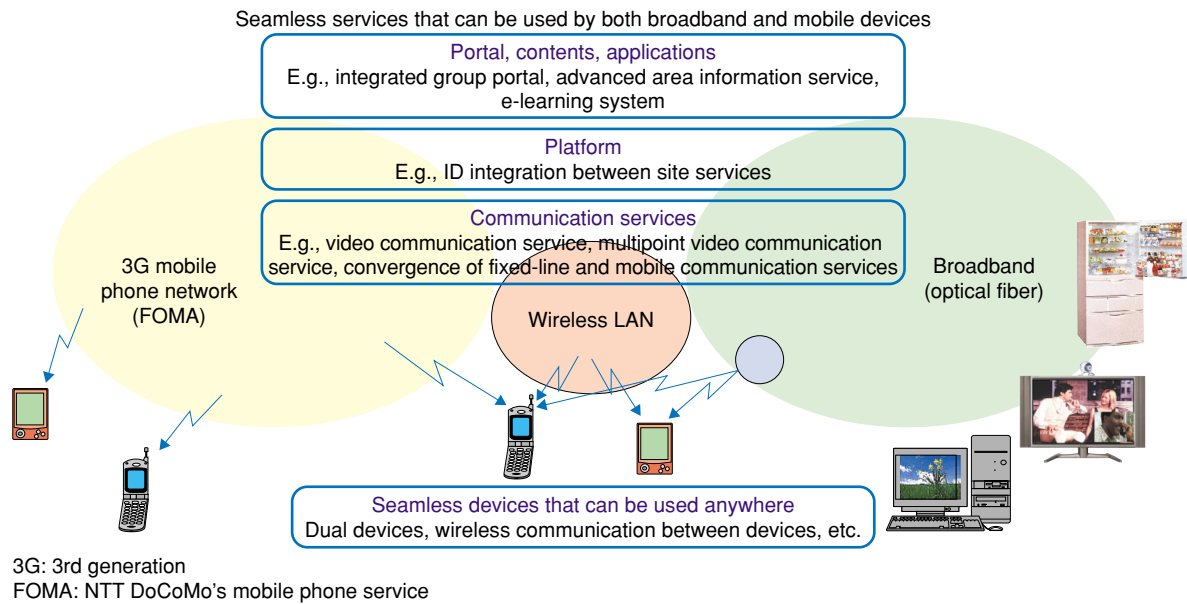 Seamless services that can be used by both broadband and mobile devices
Portal, contents, applications
E.g., integrated group portal, advanced area information service,
e-learning system
Platform
E.g., ID integration between site services
Communication services
E.g., video communication service, multipoint video communication
service, convergence of fixed-line and mobile communication services
3G mobile
phone network
(FOMA)
Wireless LAN
Broadband
(optical fiber)
Seamless devices that can be used anywhere
Dual devices, wireless communication between devices, etc.
3G: 3rd generation
FOMA: NTT DoCoMo's mobile phone service